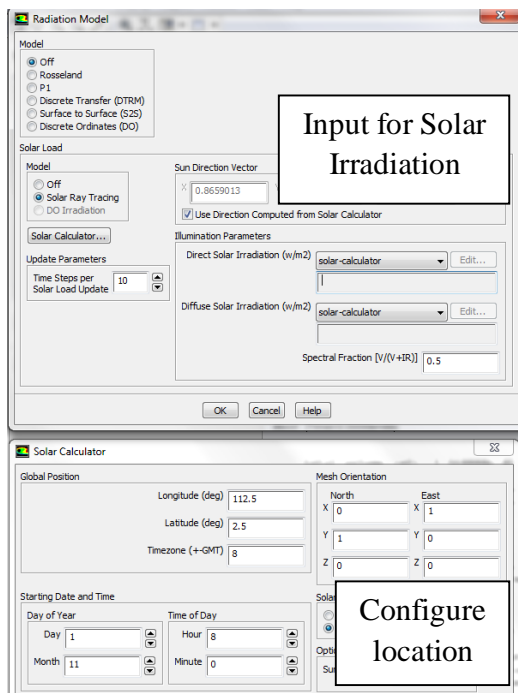 Radiation Model
Model
Off
Rosseland
P1
Discrete Transfer (DTRM)
Surface to Surface (S2S)
Discrete Ordinates (DO)
Input for Solar
Irradiation
Solar Load
Model
Off
Solar Ray Tracing
DO Irradiation
Solar Calculator...
Update Parameters
Time Steps per
Solar Load Update
10
Sun Direction Vector
X 0.8659013
Use Direction Computed from Solar Calculator
Illumination Parameters
Direct Solar Irradiation (w/m2) solar-calculator Edit...
Diffuse Solar Irradiation (w/m2) solar-calculator Edit...
Spectral Fraction [V/(V+IR)] 0.5
OK Cancel Help
Solar Calculator
Global Position
Longitude (deg) 112.5
Latitude (deg) 2.5
Timezone (+-GMT) 8
Mesh Orientation
North East
X 0 X 1
Y 1 Y 0
Z 0 Z 0
Starting Date and Time
Day of Year
Day 1
Month 11
Time of Day
Hour 8
Minute 0
Configure
location